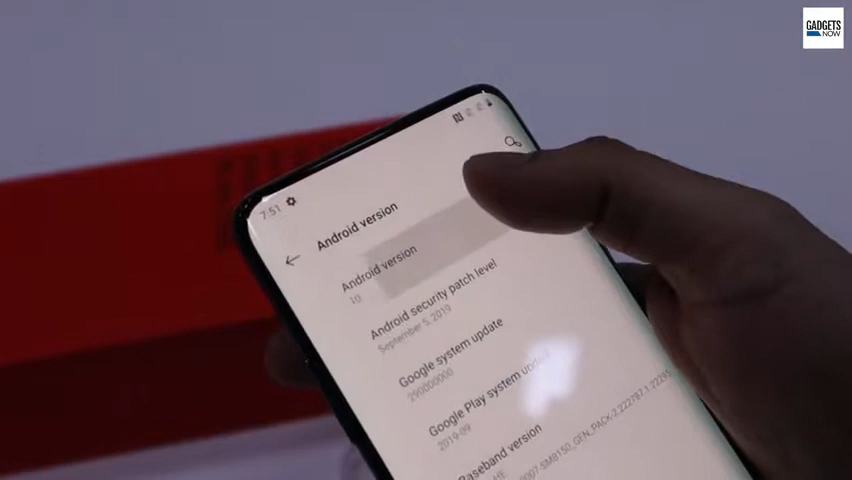 GADGETS
NOW
7:51
Android version
Android version
10
Android security patch level
September 5, 2019
Google system update
290000000
Google Play system update
2019-09
Baseband version